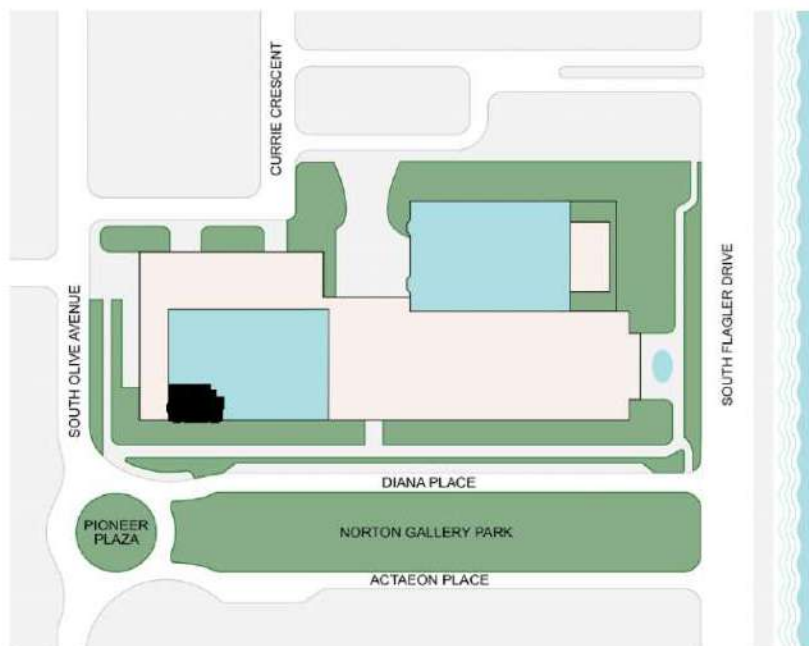 CURRIE CRESCENT
SOUTH OLIVE AVENUE
SOUTH FLAGLER DRIVE
DIANA PLACE
PIONEER
PLAZA
NORTON GALLERY PARK
ACTAEON PLACE